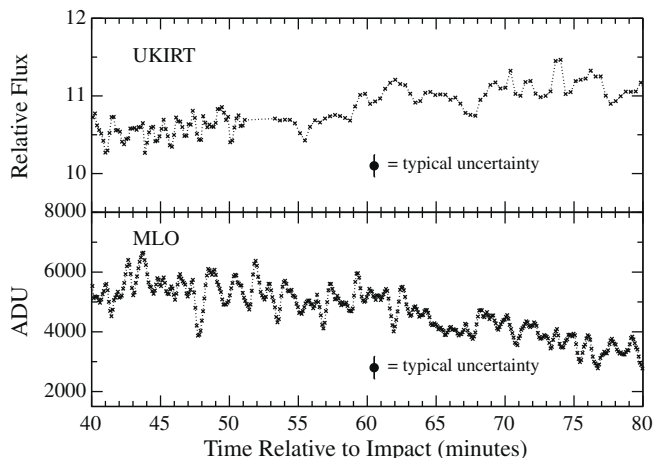 12
11
10
Relative Flux
UKIRT
= typical uncertainty
8000
6000
4000
2000
ADU
MLO
= typical uncertainty
40 45 50 55 60 65 70 75 80
Time Relative to Impact (minutes)